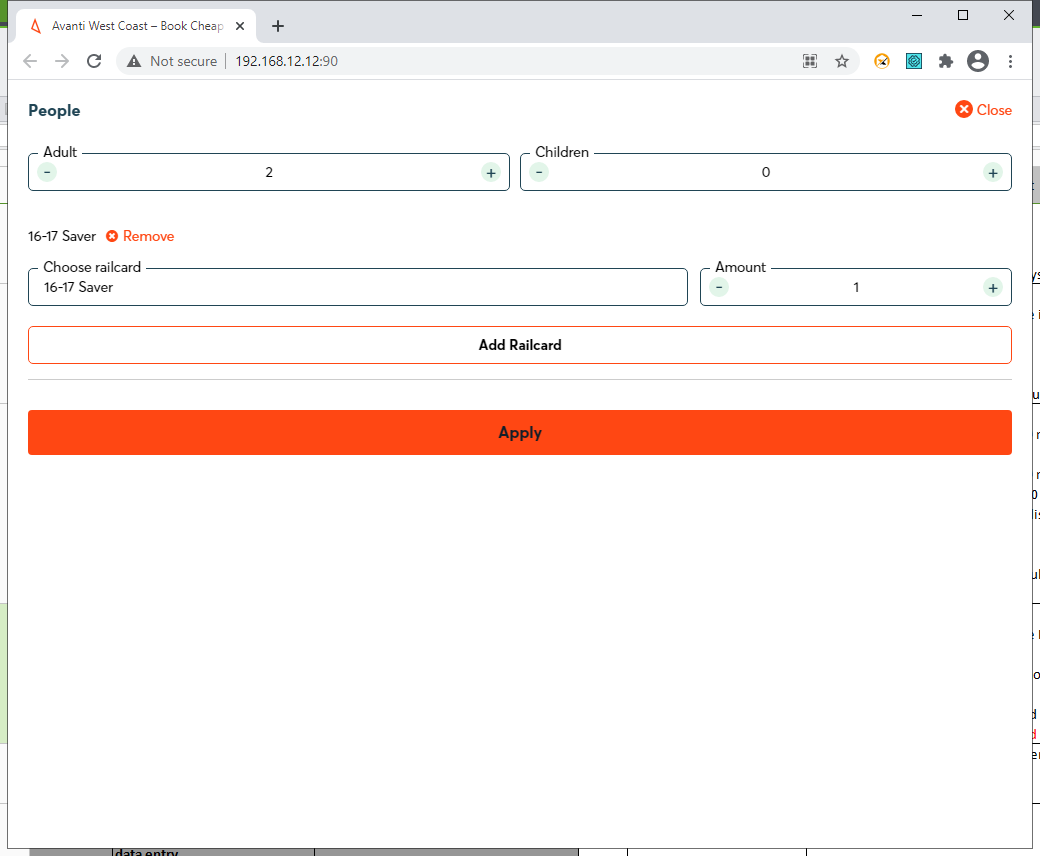 Avanti West Coast – Book Cheap
Not secure
192.168.12.12:90
People
Close
Adult
Children
- 2 +
- 0 +
16-17 Saver Remove
Choose railcard
Amount
16-17 Saver
- 1 +
Add Railcard
Apply
data entry